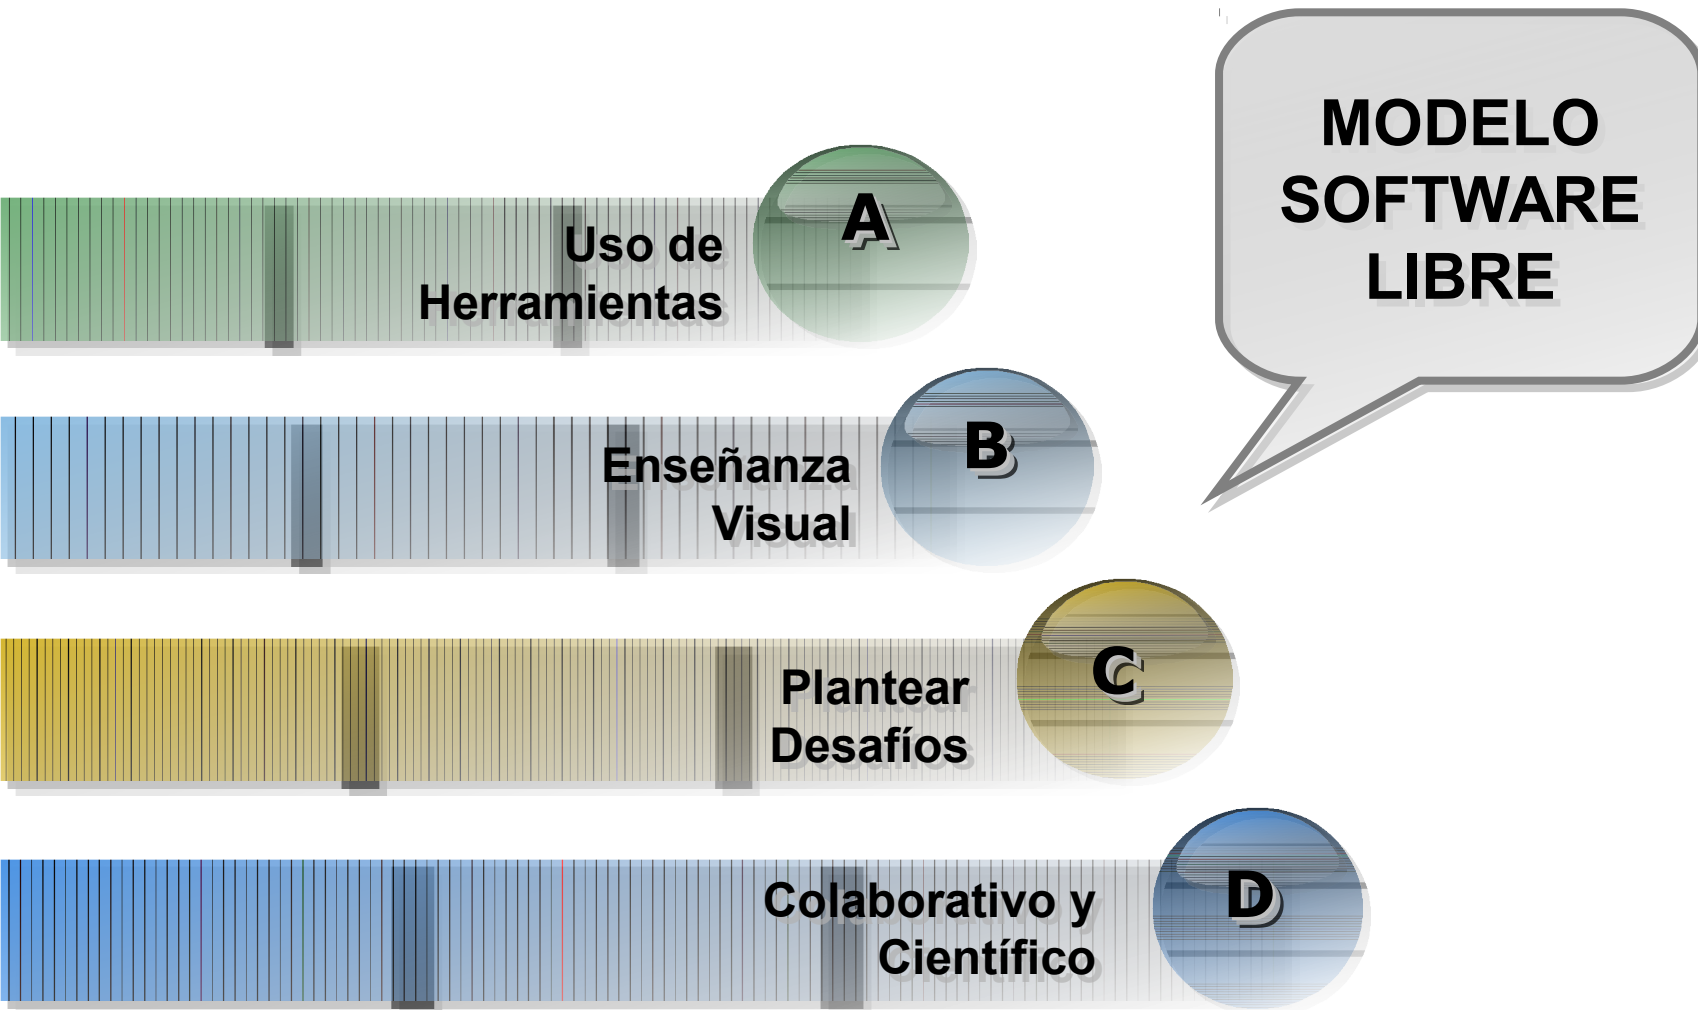 MODELO
SOFTWARE
LIBRE
A
Uso de
Herramientas
B
Enseñanza
Visual
C
Plantear
Desafíos
D
Colaborativo y
Científico